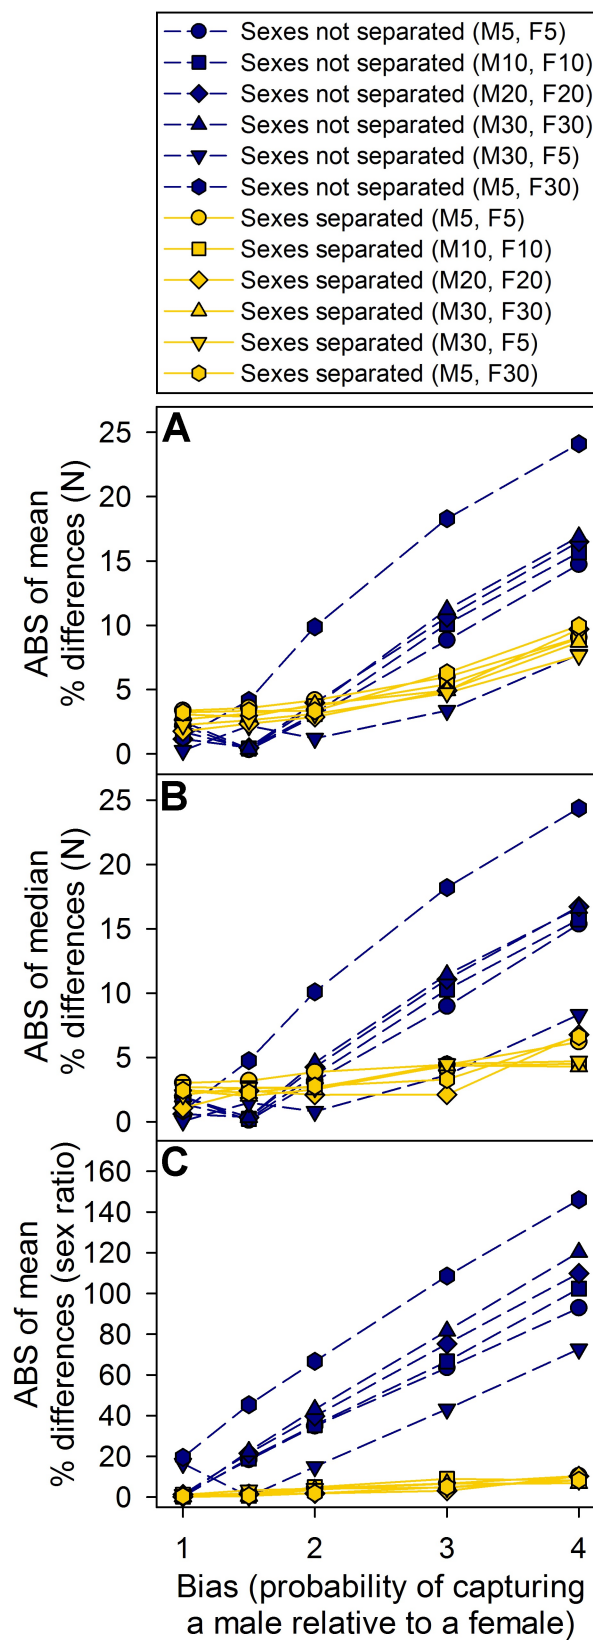 Sexes not separated (M5, F5)
Sexes not separated (M10, F10)
Sexes not separated (M20, F20)
Sexes not separated (M30, F30)
Sexes not separated (M30, F5)
Sexes not separated (M5, F30)
Sexes separated (M5, F5)
Sexes separated (M10, F10)
Sexes separated (M20, F20)
Sexes separated (M30, F30)
Sexes separated (M30, F5)
Sexes separated (M5, F30)
A
ABS of mean
% differences (N)
25
20
15
10
5
0
B
ABS of median
% differences (N)
25
20
15
10
5
0
C
ABS of mean
% differences (sex ratio)
160
140
120
100
80
60
40
20
0
1 2 3 4
Bias (probability of capturing
a male relative to a female)